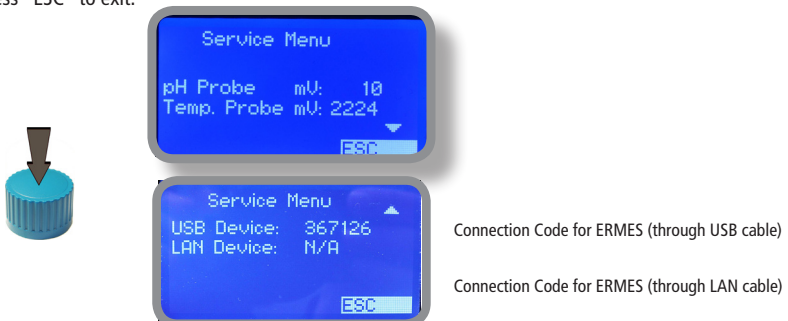 "ESC" to exit.
Service Menu
pH Probe mV: 10
Temp. Probe mV: 2224
ESC
Service Menu
USB Device: 367126
LAN Device: N/A
ESC
Connection Code for ERMES (through USB cable)
Connection Code for ERMES (through LAN cable)